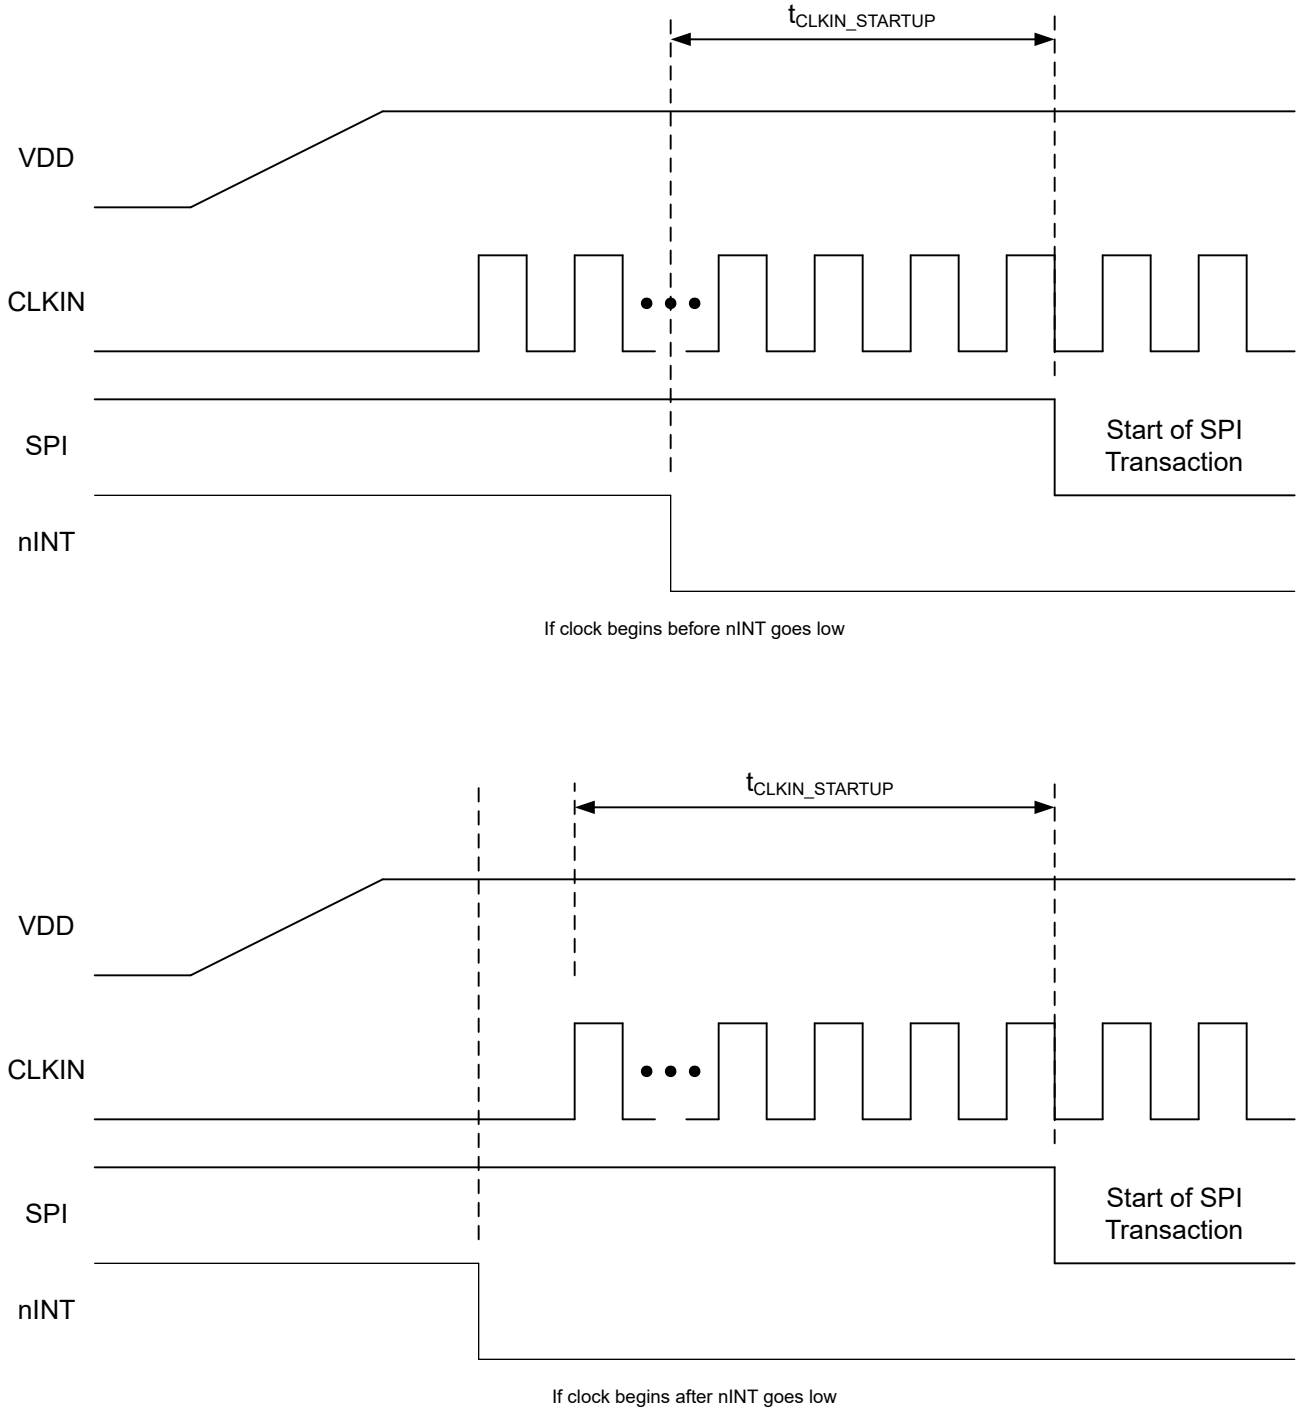 tCLKIN_STARTUP
VDD
CLKIN
SPI
Start of SPI
Transaction
nINT
If clock begins before nINT goes low
tCLKIN_STARTUP
VDD
CLKIN
SPI
Start of SPI
Transaction
nINT
If clock begins after nINT goes low